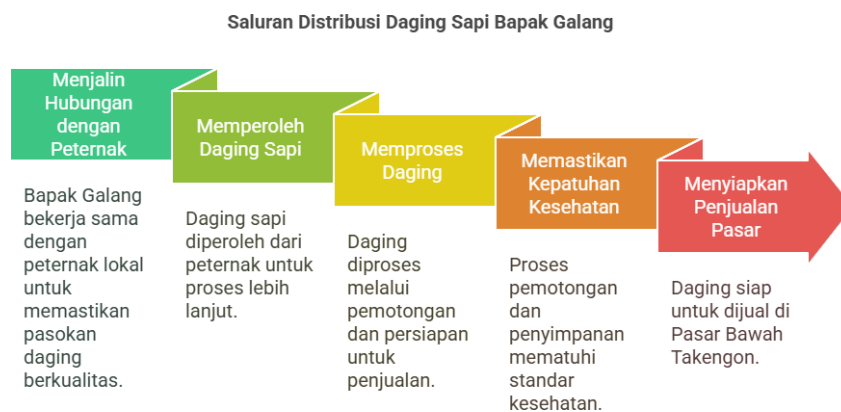 Saluran Distribusi Daging Sapi Bapak Galang
Menjalin
Hubungan
dengan
Peternak
Bapak Galang
bekerja sama
dengan
peternak lokal
untuk
memastikan
pasokan
daging
berkualitas.
Memperoleh
Daging Sapi
Daging sapi
diperoleh dari
peternak untuk
proses lebih
lanjut.
Memproses
Daging
Daging
diproses
melalui
pemotongan
dan persiapan
untuk
penjualan.
Memastikan
Kepatuhan
Kesehatan
Proses
pemotongan
dan
penyimpanan
mematuhi
standar
kesehatan.
Menyiapkan
Penjualan
Pasar
Daging siap
untuk dijual di
Pasar Bawah
Takengon.